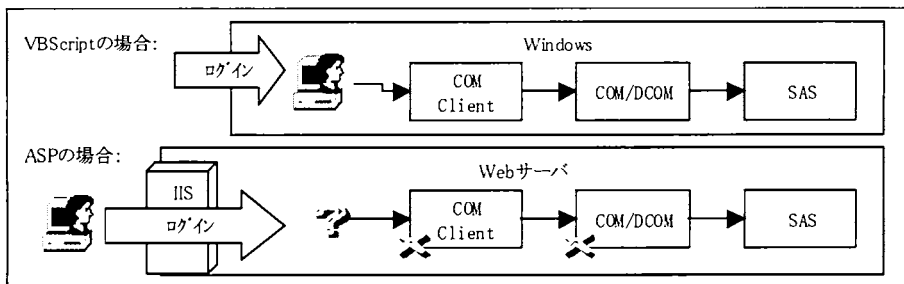 VBScriptの場合:
Windows
ログイン
COM
Client
COM/DCOM
SAS
ASPの場合:
Webサーバ
IIS
ログイン
COM
Client
COM/DCOM
SAS